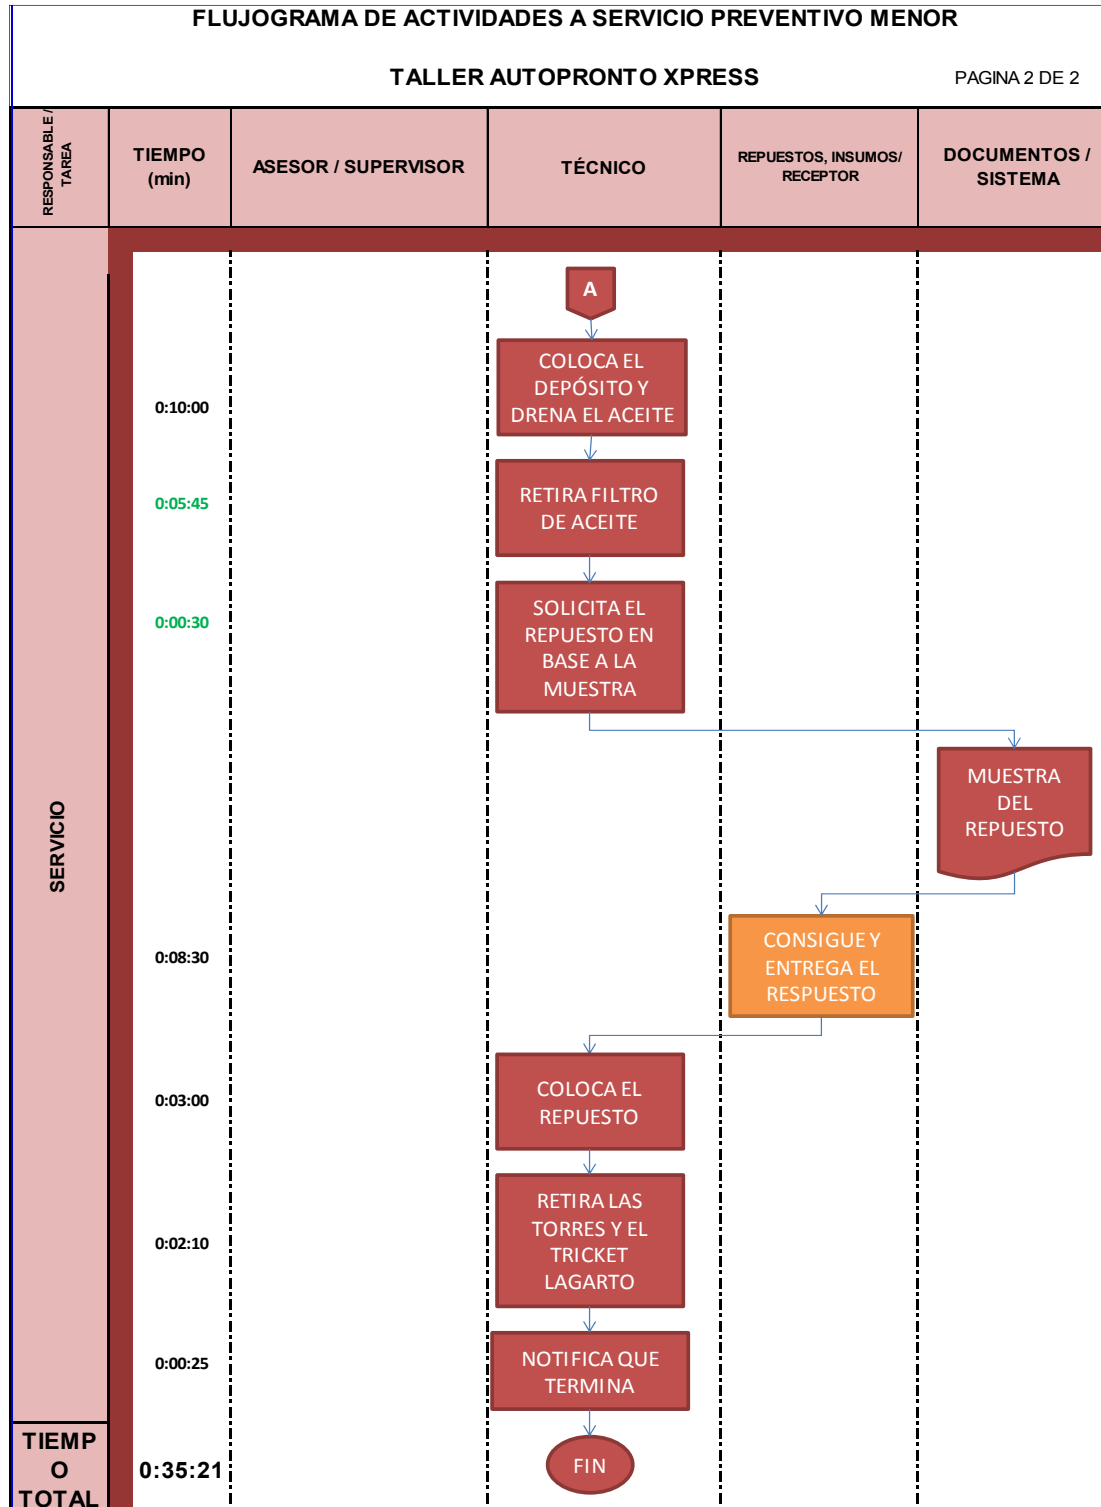 FLUJOGRAMA DE ACTIVIDADES A SERVICIO PREVENTIVO MENOR
TALLER AUTOPRONTO XPRESS
PAGINA 2 DE 2
RESPONSABLE /
TAREA
TIEMPO
(min)
ASESOR / SUPERVISOR
TÉCNICO
REPUESTOS, INSUMOS/
RECEPTOR
DOCUMENTOS /
SISTEMA
SERVICIO
A
0:10:00
COLOCA EL
DEPÓSITO Y
DRENA EL ACEITE
0:05:45
RETIRA FILTRO
DE ACEITE
0:00:30
SOLICITA EL
REPUESTO EN
BASE A LA
MUESTRA
MUESTRA
DEL
REPUESTO
0:08:30
CONSIGUE Y
ENTREGA EL
RESPUESTO
0:03:00
COLOCA EL
REPUESTO
0:02:10
RETIRA LAS
TORRES Y EL
TRICKET
LAGARTO
0:00:25
NOTIFICA QUE
TERMINA
TIEMP
O
TOTAL
0:35:21
FIN